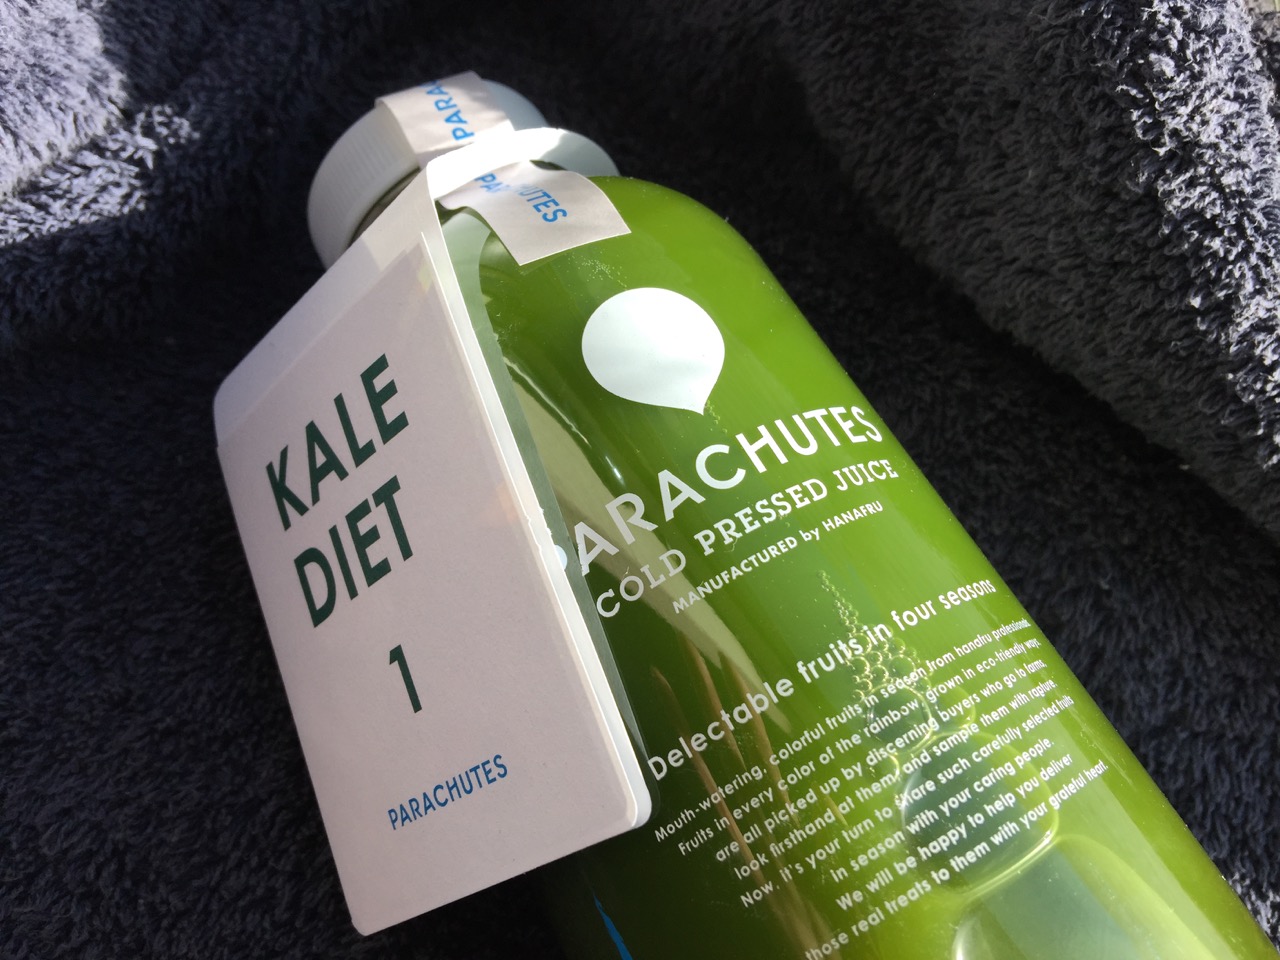 PARA
PARACHUTES
KALE
DIET
1
PARACHUTES
PARACHUTES
COLD PRESSED JUICE
MANUFACTURED by HANAFRU
Delectable fruits in four seasons
Mouth-watering, colorful fruits in season from hanafru professionals.
Fruits in every color of the rainbow, grown in eco-friendly ways
are all picked up by discerning buyers who go to farms,
look firsthand at them, and sample them with rapture.
Now, it's your turn to share such carefully selected fruits
in season with your caring people.
We will be happy to help you deliver
those real treats to them with your grateful heart.